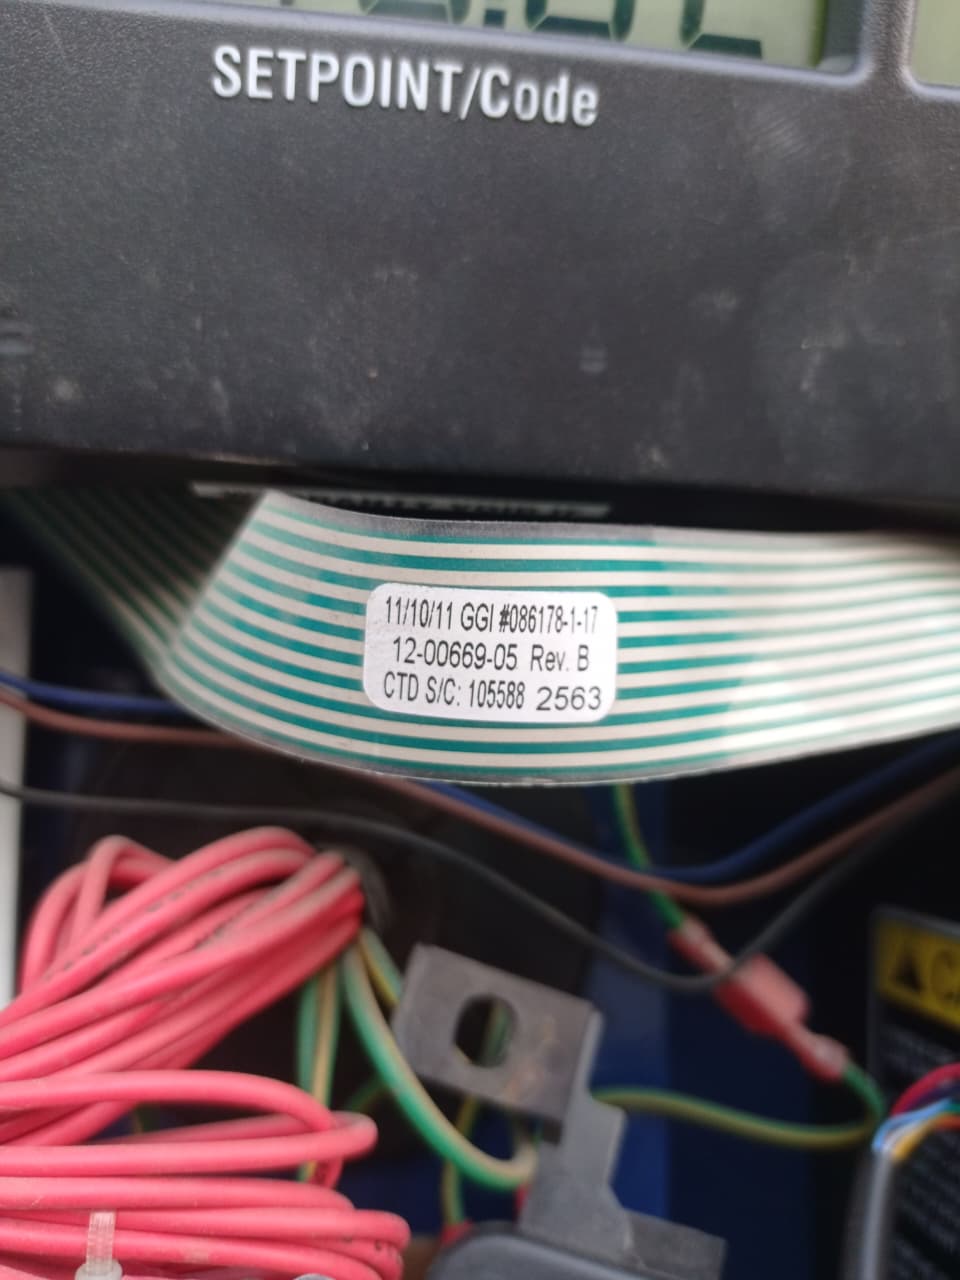 SETPOINT/Code
11/10/11 GGI #086178-1-17
12-00669-05 Rev. B
CTD S/C: 105588 2563